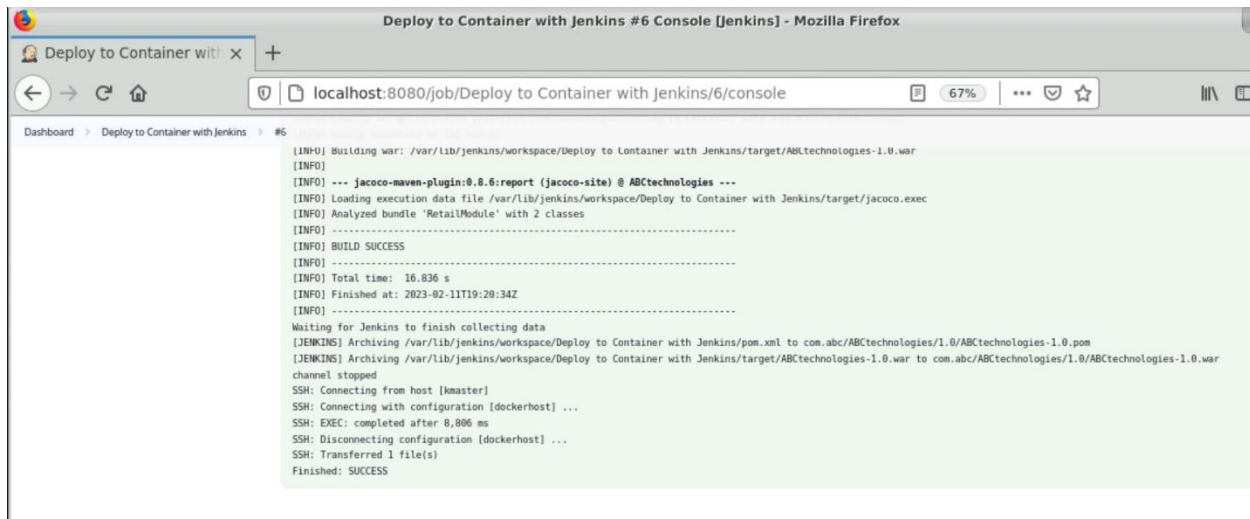 Deploy to Container with Jenkins #6 Console [Jenkins] - Mozilla Firefox
Deploy to Container with
localhost:8080/job/Deploy to Container with Jenkins/6/console
67%
Dashboard > Deploy to Container with Jenkins > #6
[INFO] Building war: /var/lib/jenkins/workspace/Deploy to Container with Jenkins/target/ABCtechnologies-1.0.war
[INFO]
[INFO] --- jacoco-maven-plugin:0.8.6:report (jacoco-site) @ ABCtechnologies ---
[INFO] Loading execution data file /var/lib/jenkins/workspace/Deploy to Container with Jenkins/target/jacoco.exec
[INFO] Analyzed bundle 'RetailModule' with 2 classes
[INFO] ------------------------------------------------------------------------
[INFO] BUILD SUCCESS
[INFO] ------------------------------------------------------------------------
[INFO] Total time:  16.836 s
[INFO] Finished at: 2023-02-11T19:20:34Z
[INFO] ------------------------------------------------------------------------
Waiting for Jenkins to finish collecting data
[JENKINS] Archiving /var/lib/jenkins/workspace/Deploy to Container with Jenkins/pom.xml to com.abc/ABCtechnologies/1.0/ABCtechnologies-1.0.pom
[JENKINS] Archiving /var/lib/jenkins/workspace/Deploy to Container with Jenkins/target/ABCtechnologies-1.0.war to com.abc/ABCtechnologies/1.0/ABCtechnologies-1.0.war
channel stopped
SSH: Connecting from host [kmaster]
SSH: Connecting with configuration [dockerhost] ...
SSH: EXEC: completed after 8,806 ms
SSH: Disconnecting configuration [dockerhost] ...
SSH: Transferred 1 file(s)
Finished: SUCCESS